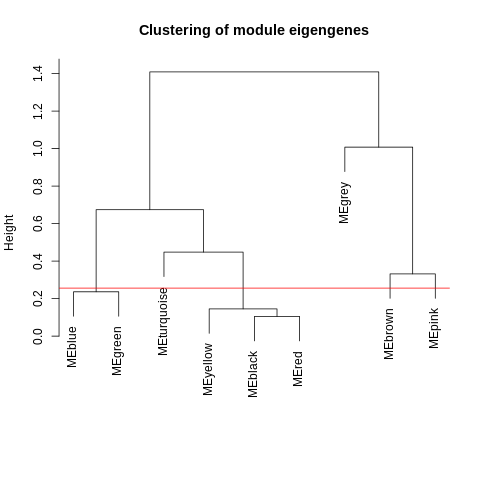 Clustering of module eigengenes
Height
1.4
1.2
1.0
0.8
0.6
0.4
0.2
0.0
MEblue
MEgreen
MEturquoise
MEyellow
MEblack
MEred
MEgrey
MEbrown
MEpink